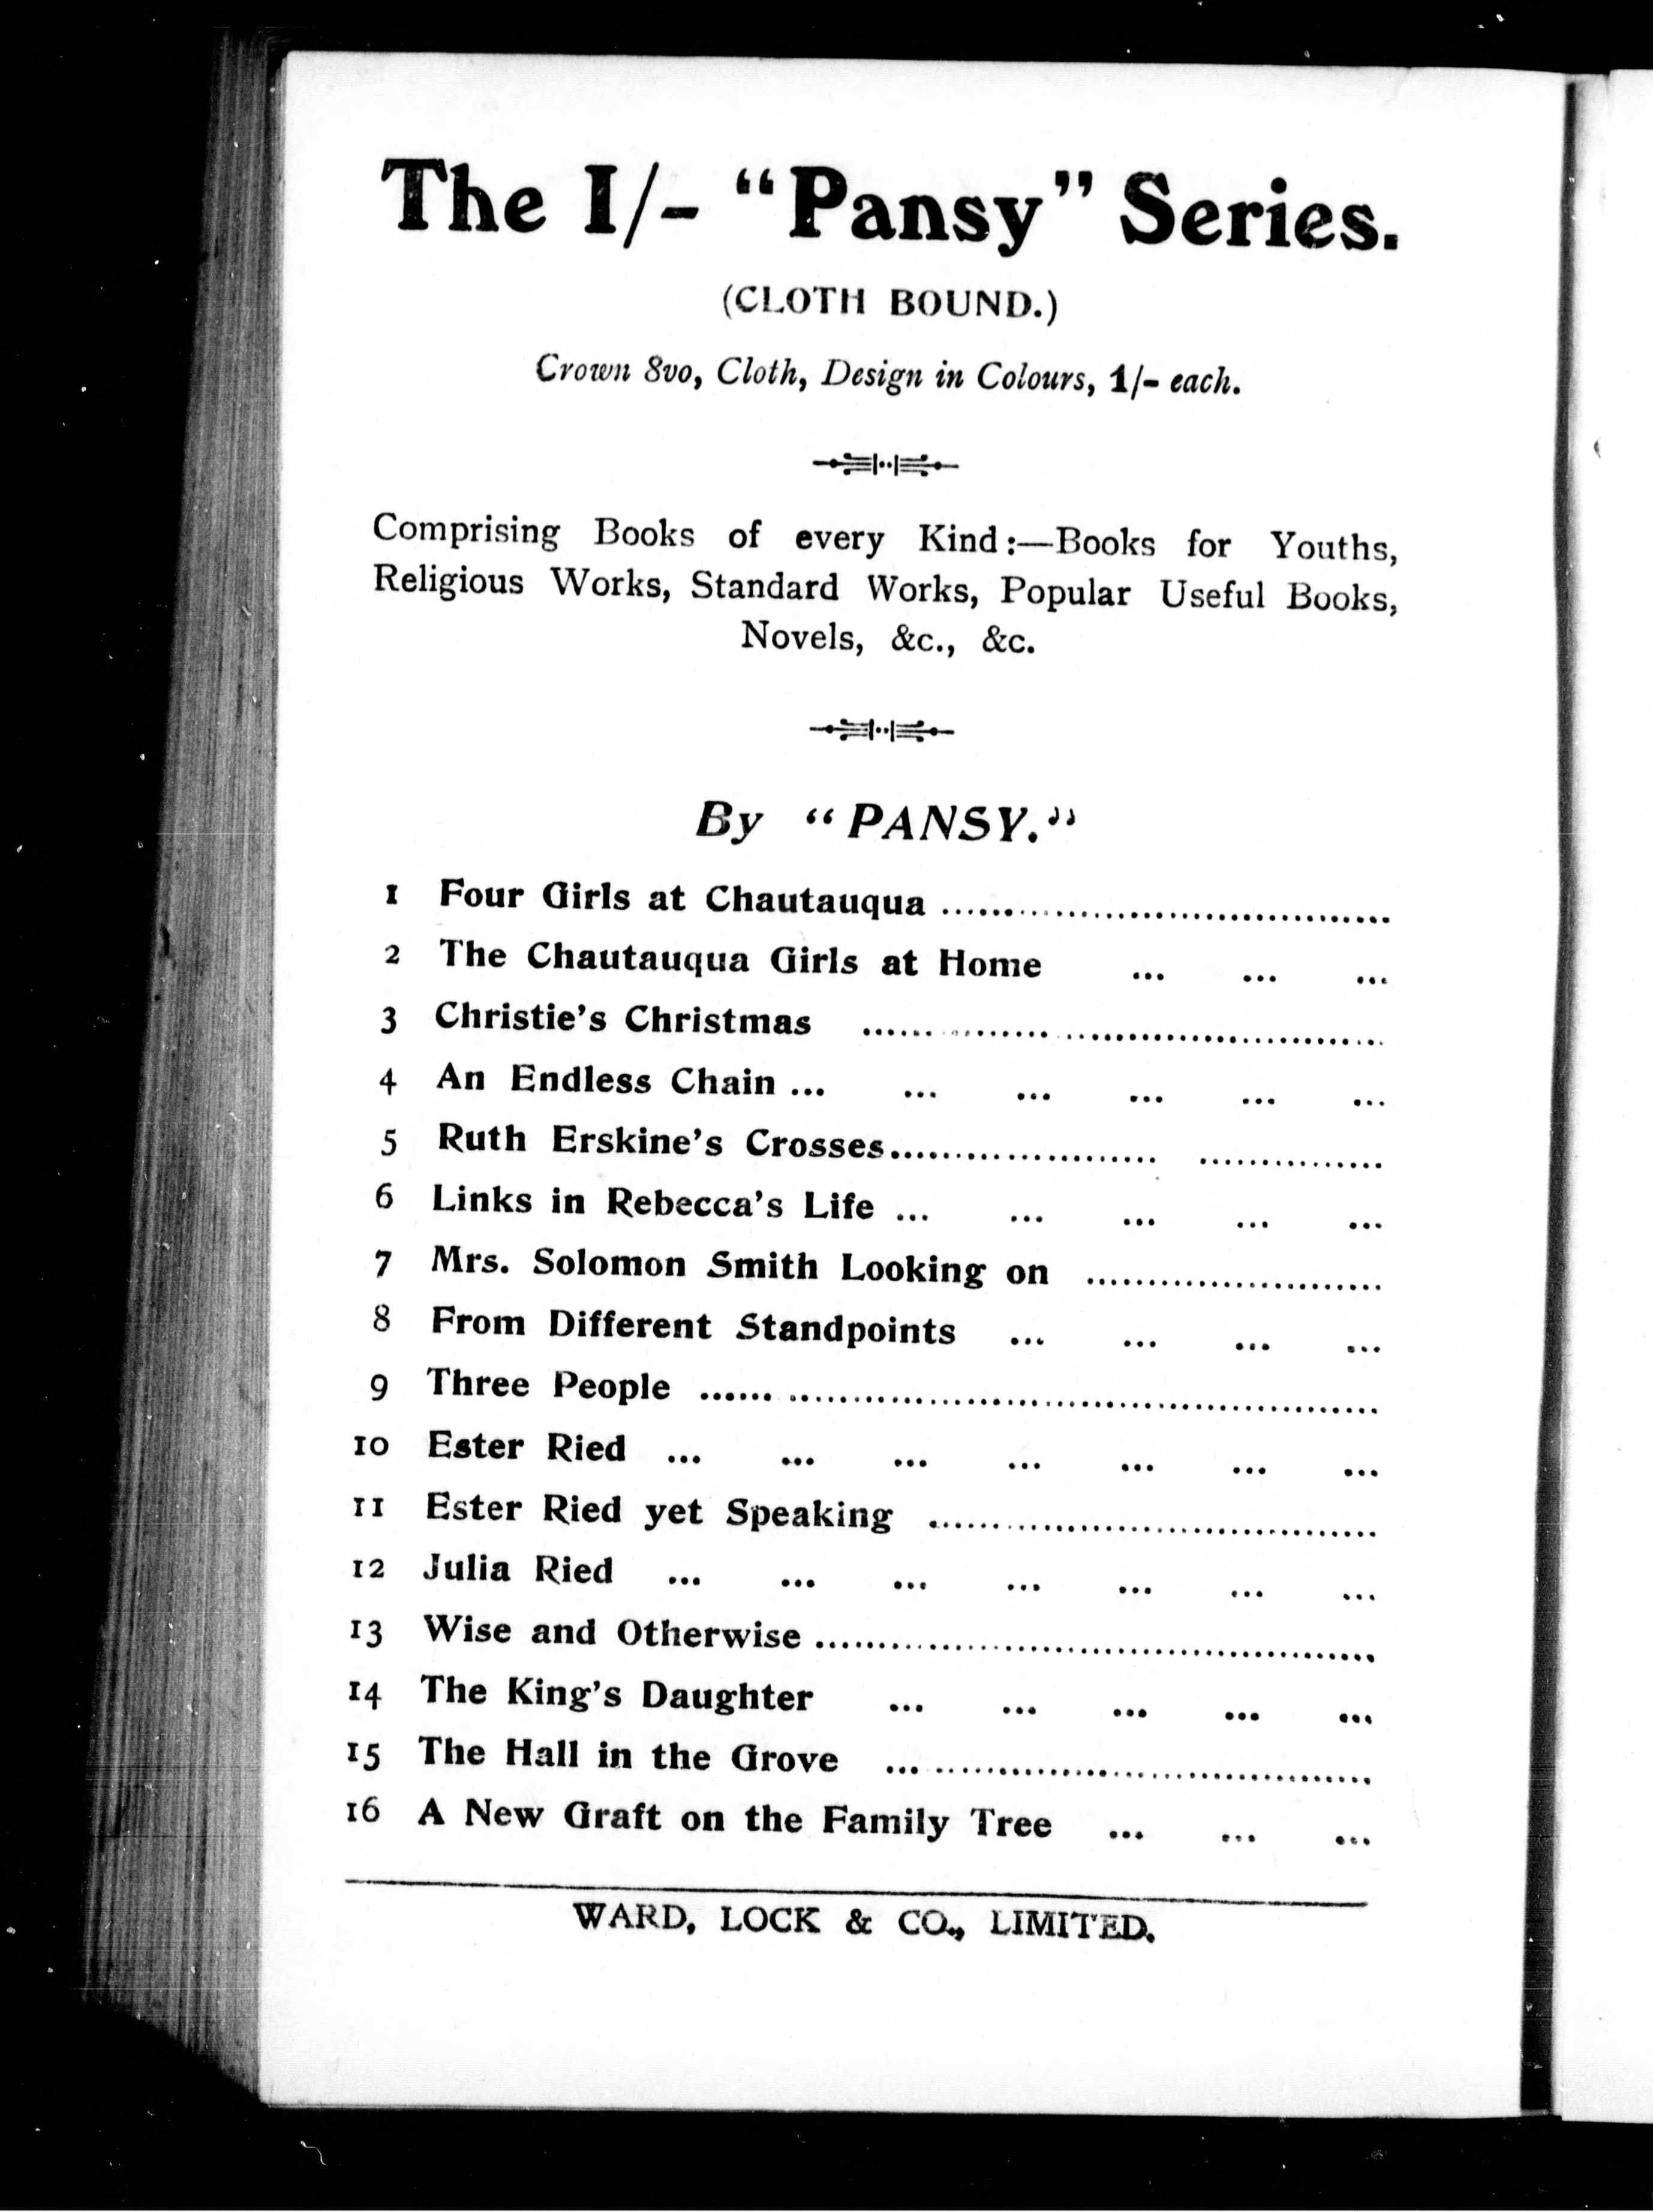 The 1/- “Pansy” Series.
(CLOTH BOUND.)
Crown 8vo, Cloth, Design in Colours, 1/- each.
Comprising Books of every Kind:—Books for Youths,
Religious Works, Standard Works, Popular Useful Books,
Novels, &c., &c.
By “PANSY.”
1 Four Girls at Chautauqua ....................................
2 The Chautauqua Girls at Home ... ... ...
3 Christie’s Christmas ..........................................
4 An Endless Chain ... ... ... ... ... ...
5 Ruth Erskine’s Crosses...................... ...............
6 Links in Rebecca’s Life ... ... ... ... ...
7 Mrs. Solomon Smith Looking on ........................
8 From Different Standpoints ... ... ... ...
9 Three People ......................................................
10 Ester Ried ... ... ... ... ... ... ...
11 Ester Ried yet Speaking ....................................
12 Julia Ried ... ... ... ... ... ... ...
13 Wise and Otherwise .............................................
14 The King’s Daughter ... ... ... ... ...
15 The Hall in the Grove .......................................
16 A New Graft on the Family Tree ... ... ...
WARD, LOCK & CO., LIMITED.